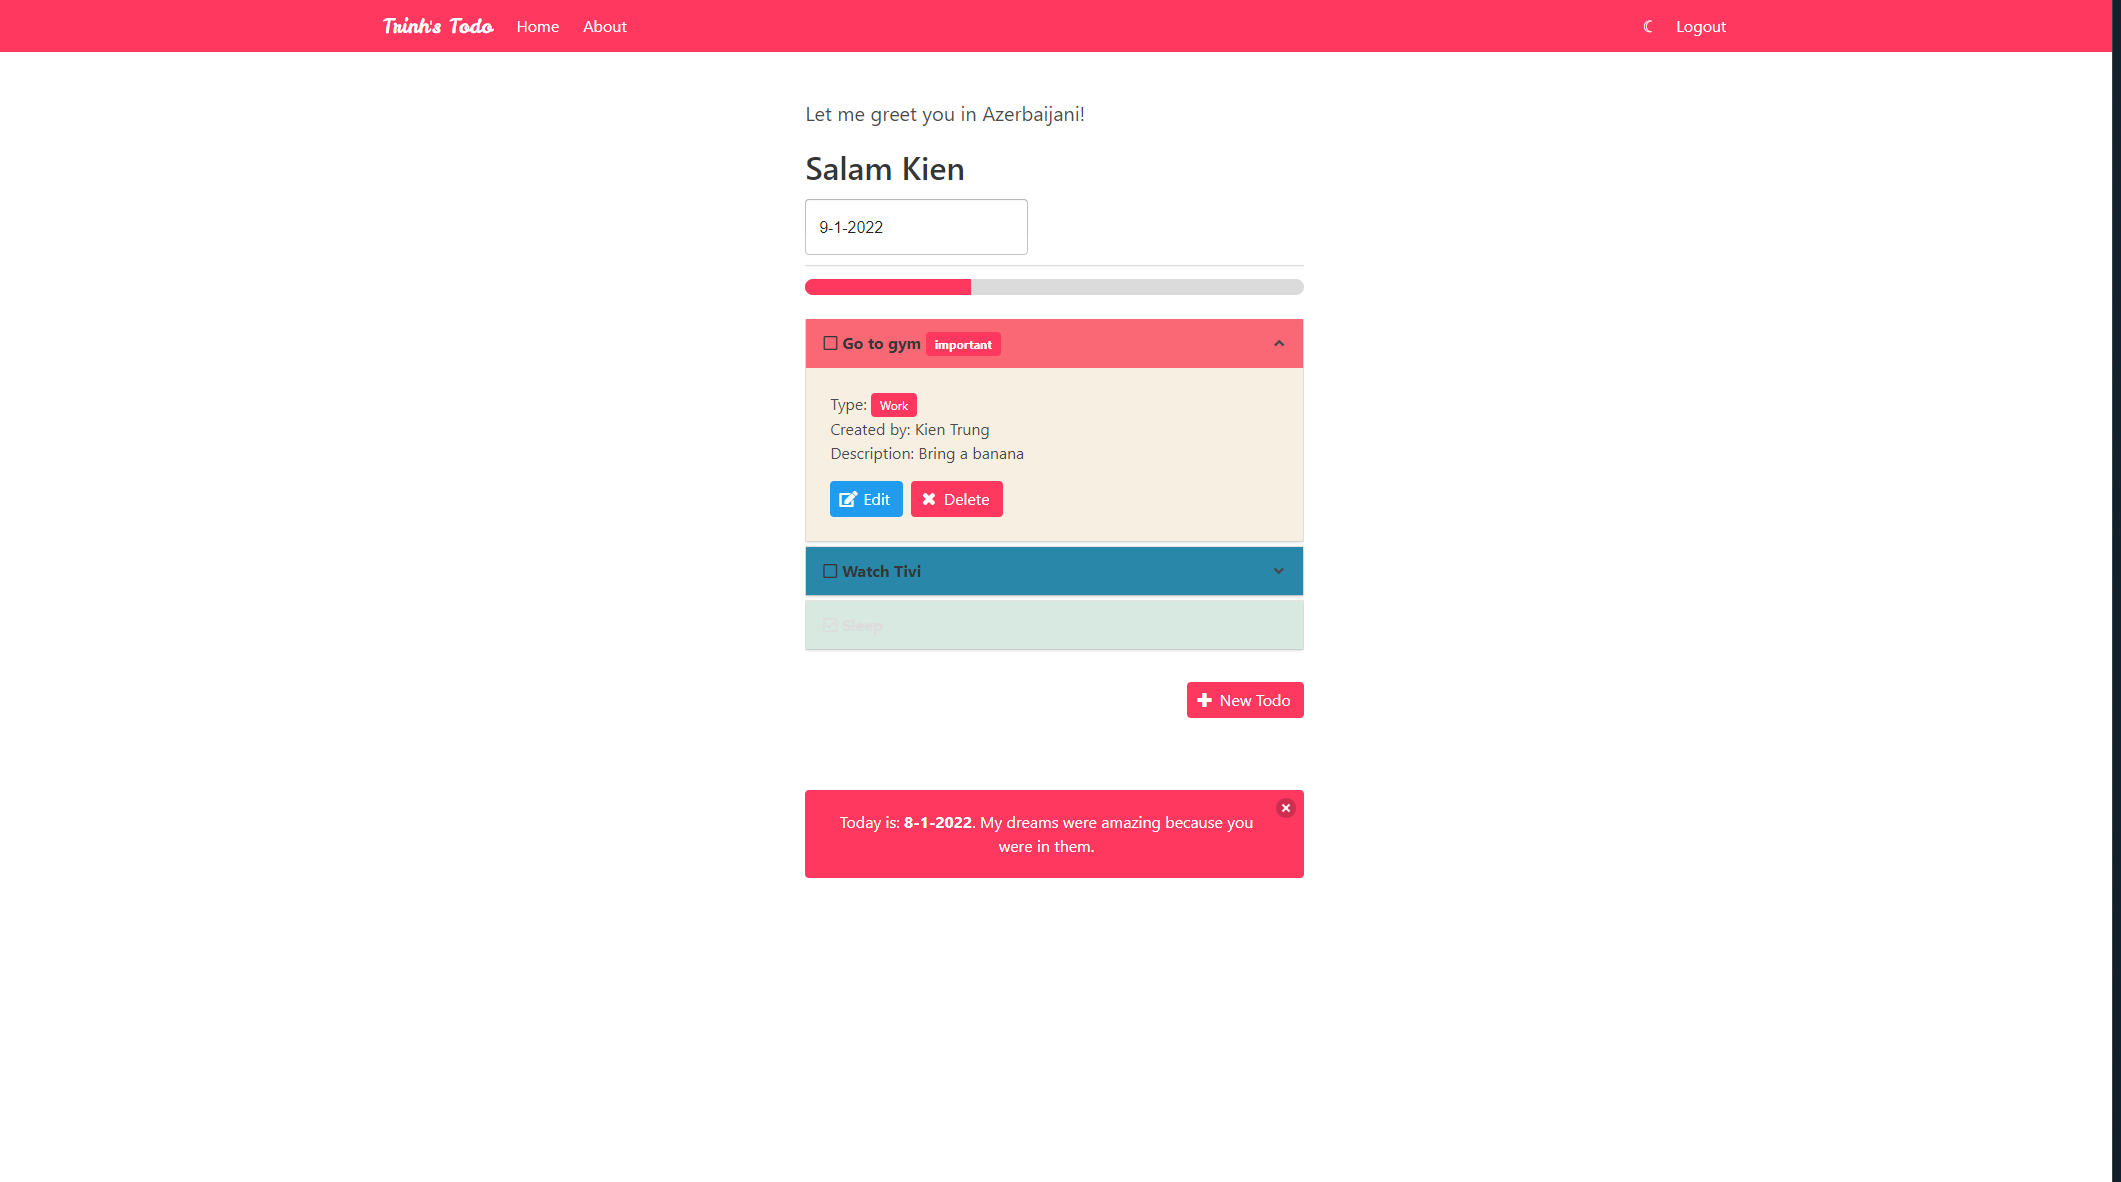 Trinh's Todo Home About Logout
Let me greet you in Azerbaijani!
Salam Kien
9-1-2022
Go to gym important
Type: Work
Created by: Kien Trung
Description: Bring a banana
Edit Delete
Watch Tivi
Sleep
New Todo
Today is: 8-1-2022. My dreams were amazing because you
were in them.